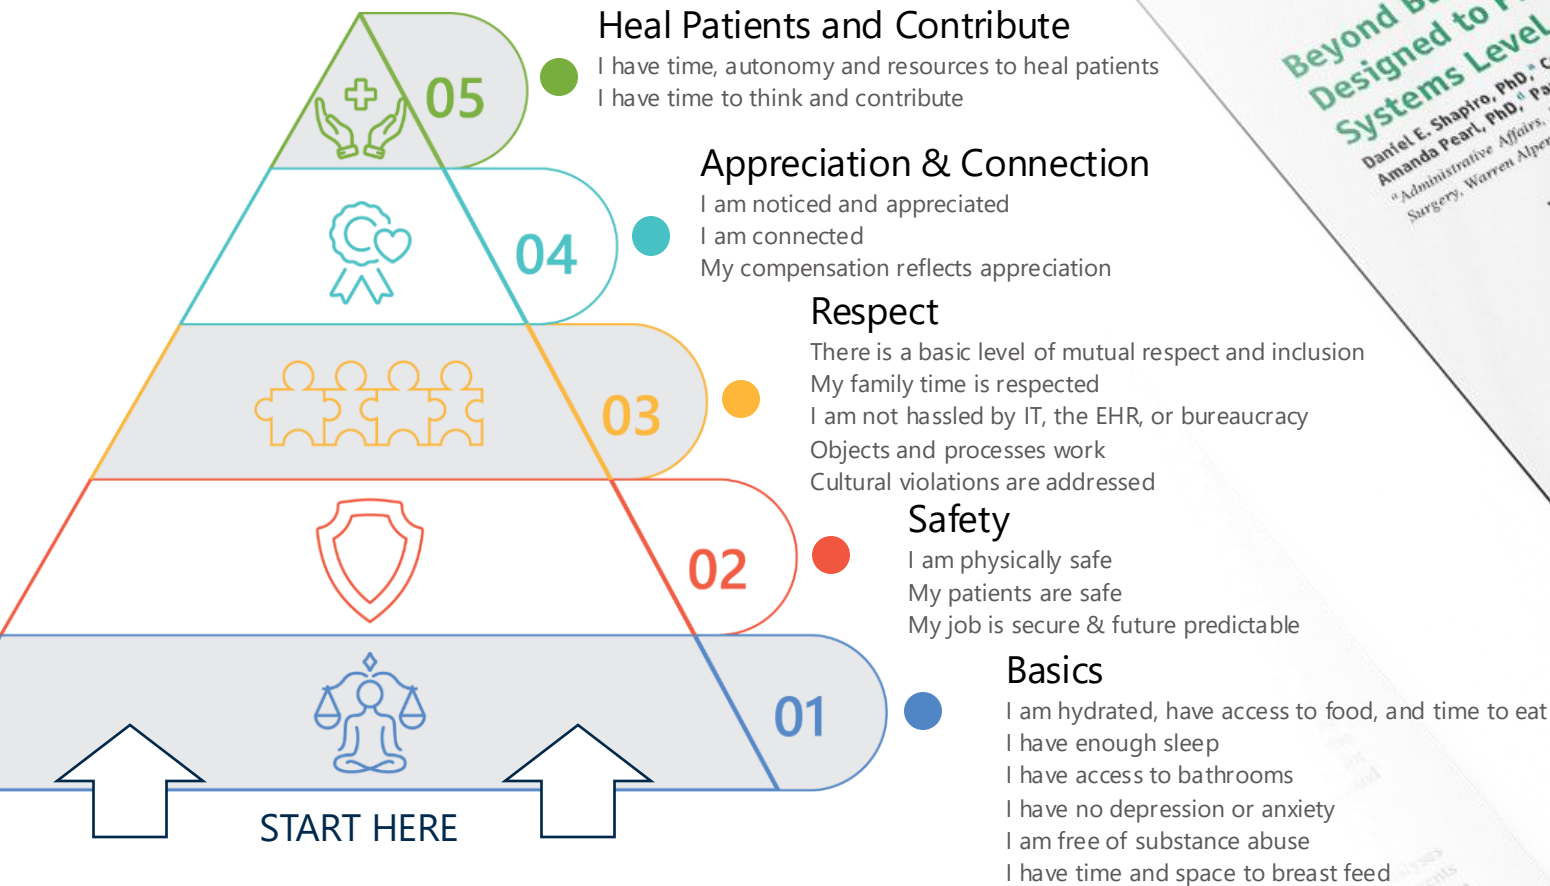 Heal Patients and Contribute
05
I have time, autonomy and resources to heal patients
I have time to think and contribute
Appreciation & Connection
04
I am noticed and appreciated
I am connected
My compensation reflects appreciation
Respect
03
There is a basic level of mutual respect and inclusion
My family time is respected
I am not hassled by IT, the EHR, or bureaucracy
Objects and processes work
Cultural violations are addressed
Safety
02
I am physically safe
My patients are safe
My job is secure & future predictable
Basics
01
I am hydrated, have access to food, and time to eat
I have enough sleep
I have access to bathrooms
I have no depression or anxiety
I am free of substance abuse
I have time and space to breast feed
START HERE
Beyond
Designed to
Systems Level
Daniel E. Shapiro, PhD,ᵃ
Amanda Pearl, PhD,ᵈ
ᵃAdministrative Affairs,
Surgery, Warren